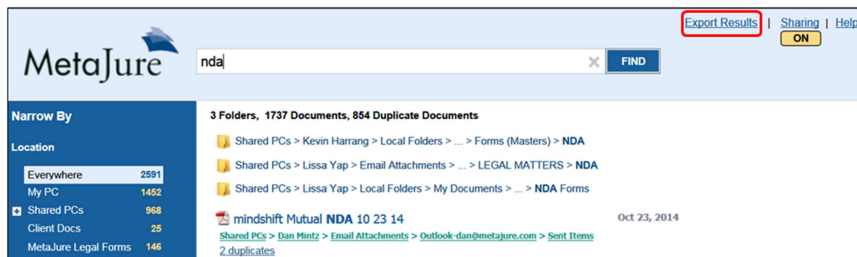 Export Results | Sharing | Help
ON
MetaJure
nda
FIND
Narrow By
3 Folders, 1737 Documents, 854 Duplicate Documents
Location
Shared PCs > Kevin Harrang > Local Folders > ... > Forms (Masters) > NDA
Everywhere 2591
Shared PCs > Lissa Yap > Email Attachments > ... > LEGAL MATTERS > NDA
My PC 1452
Shared PCs > Lissa Yap > Local Folders > My Documents > ... > NDA Forms
Shared PCs 968
mindshift Mutual NDA 10 23 14 Oct 23, 2014
Client Docs 25
Shared PCs > Dan Mintz > Email Attachments > Outlook-dan@metajure.com > Sent Items
MetaJure Legal Forms 146
2 duplicates